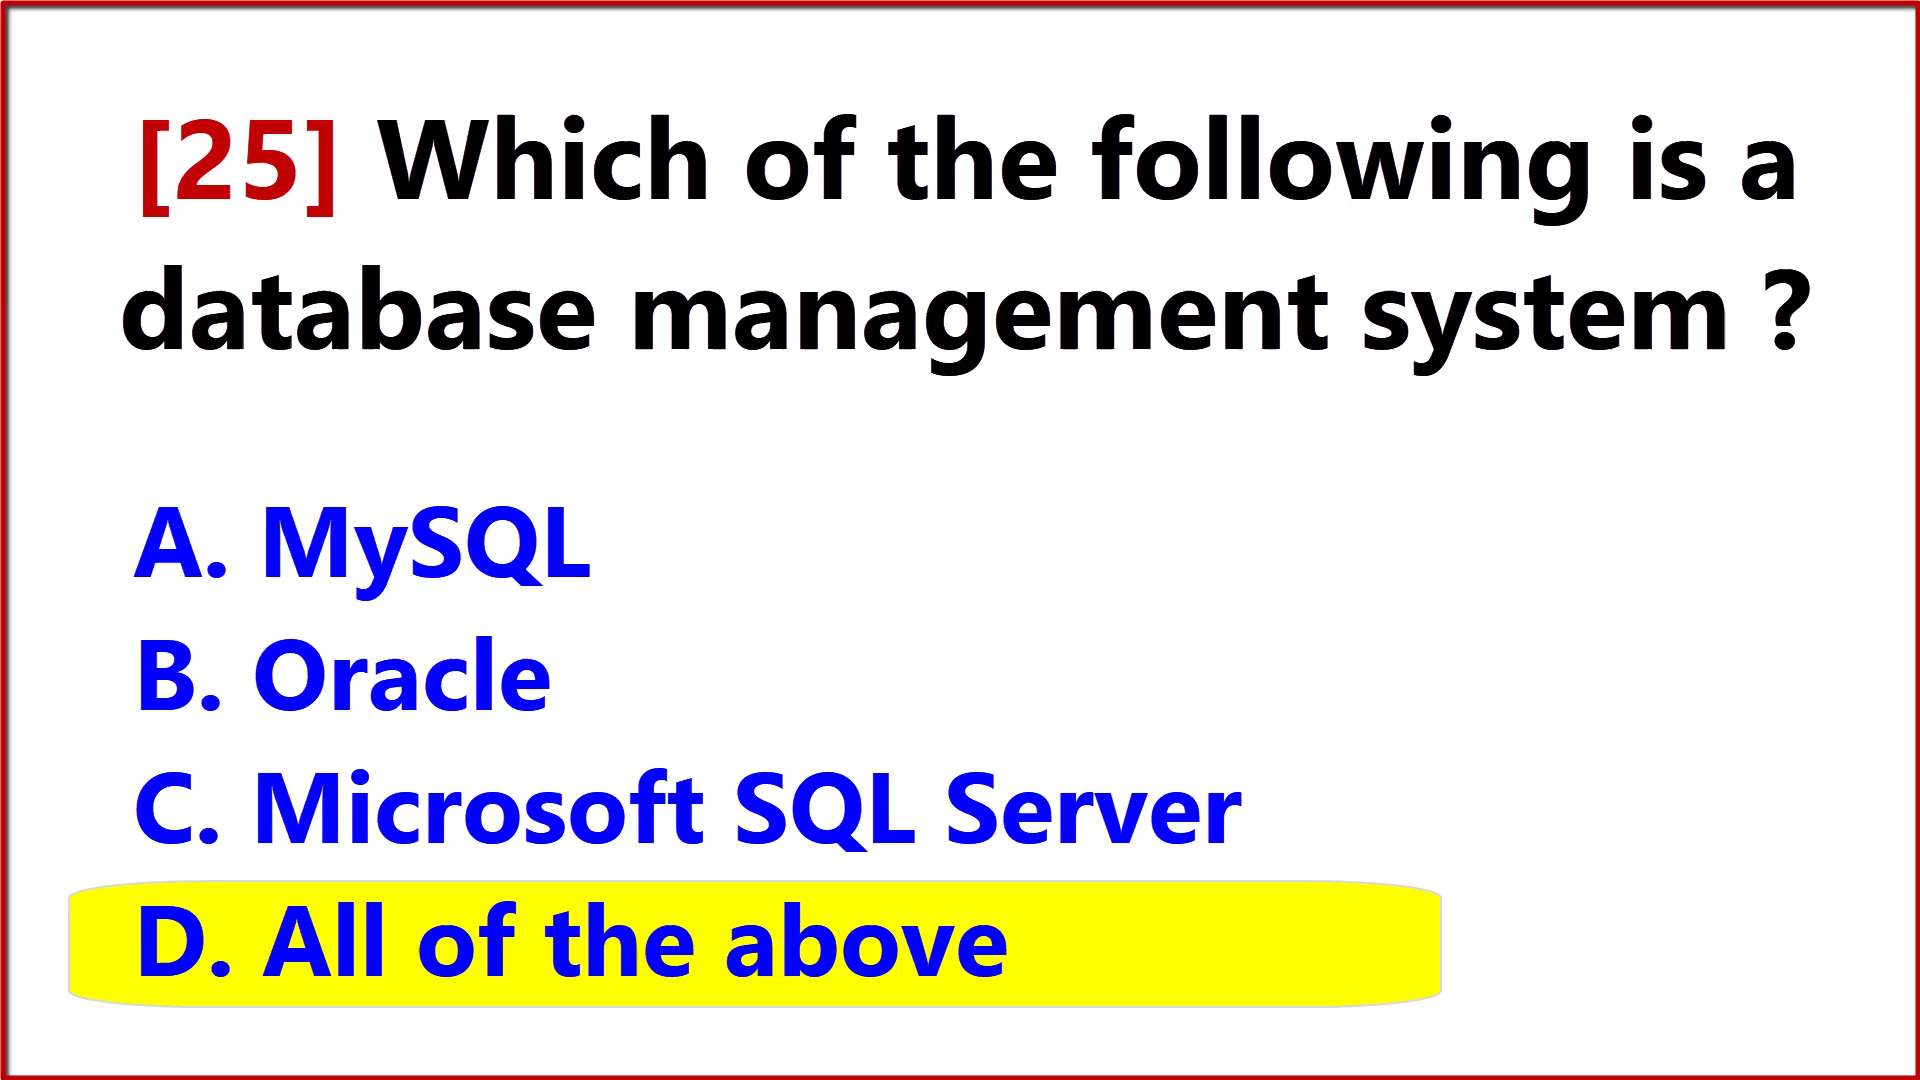 [25] Which of the following is a
database management system ?
A. MySQL
B. Oracle
C. Microsoft SQL Server
D. All of the above